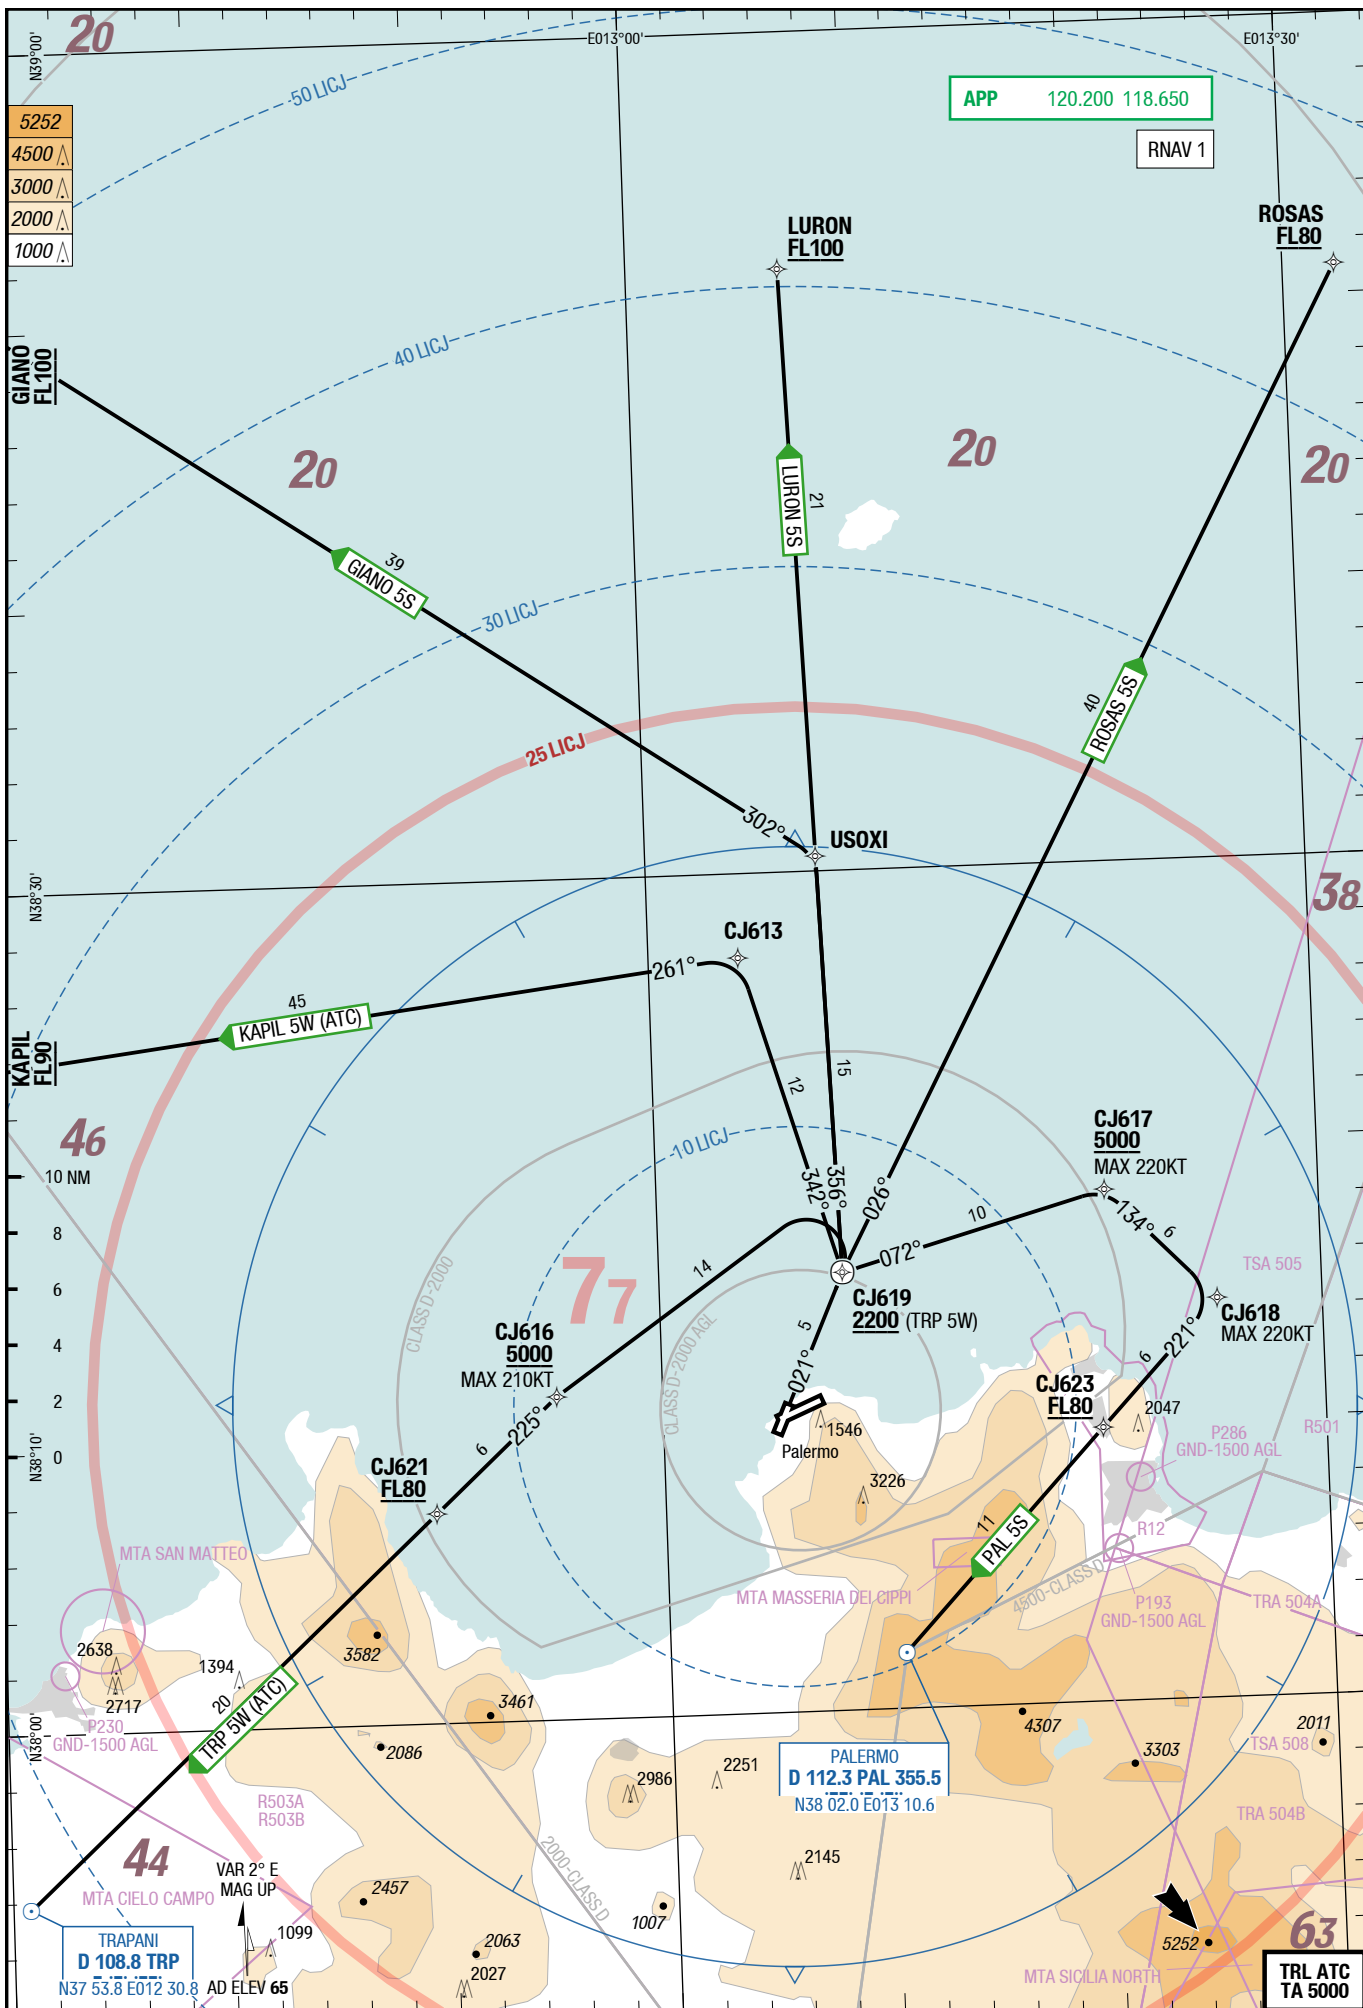 20
N39°00'
E013°00'
E013°30'
50 LICJ
APP 120.200 118.650
RNAV 1
5252
4500
3000
2000
1000
LURON
FL100
ROSAS
FL80
40 LICJ
GIANO
FL100
20
20
20
LURON 5S
21
39
GIANO 5S
30 LICJ
40
ROSAS 5S
25 LICJ
302°
USOXI
N38°30'
38
CJ613
261°
45
KAPIL 5W (ATC)
KAPIL
FL90
12
15
46
10 LICJ
CJ617
5000
MAX 220KT
10 NM
8
6
4
2
0
N38°10'
342°
356°
026°
072°
10
134°
6
14
77
CLASS D-2000
TSA 505
CJ619
2200 (TRP 5W)
CJ618
MAX 220KT
221°
6
CJ616
5000
MAX 210KT
CLASS D-2000 AGL
5
021°
CJ623
FL80
2047
225°
6
1546
Palermo
P286
GND-1500 AGL
R501
CJ621
FL80
3226
11
PAL 5S
R12
MTA SAN MATTEO
MTA MASSERIA DEI CIPPI
4500-CLASS D
P193
GND-1500 AGL
TRA 504A
2638
2717
1394
3582
20
TRP 5W (ATC)
3461
P230
GND-1500 AGL
N38°00'
2086
4307
2011
TSA 508
3303
PALERMO
D 112.3 PAL 355.5
N38 02.0 E013 10.6
2251
2986
R503A
R503B
TRA 504B
44
VAR 2° E
MAG UP
MTA CIELO CAMPO
2000-CLASS D
2145
2457
1007
1099
2063
2027
TRAPANI
D 108.8 TRP
N37 53.8 E012 30.8
AD ELEV 65
5252
63
MTA SICILIA NORTH
TRL ATC
TA 5000